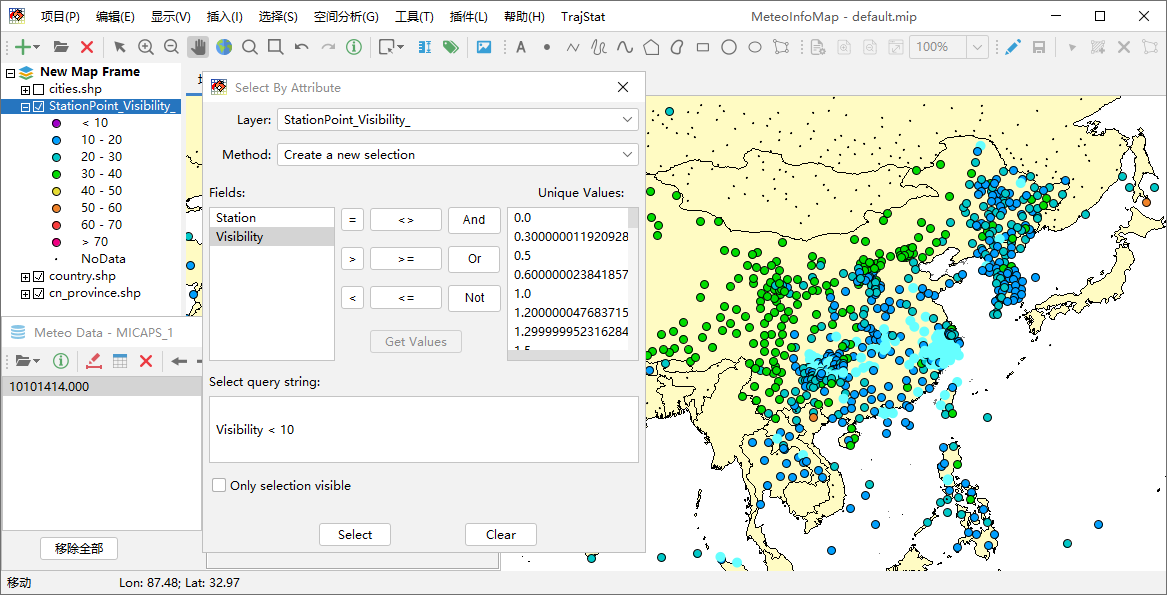 项目(P) 编辑(E) 显示(V) 插入(I) 选择(S) 空间分析(G) 工具(T) 插件(L) 帮助(H) TrajStat MeteoInfoMap - default.mip
100%
New Map Frame
cities.shp
StationPoint_Visibility_
< 10
10 - 20
20 - 30
30 - 40
40 - 50
50 - 60
60 - 70
> 70
NoData
country.shp
cn_province.shp
Meteo Data - MICAPS_1
10101414.000
移除全部
Select By Attribute
Layer: StationPoint_Visibility_
Method: Create a new selection
Fields: Unique Values:
Station
Visibility
= <> And
> >= Or
< <= Not
Get Values
0.0
0.300000011920928
0.5
0.600000023841857
1.0
1.200000047683715
1.299999952316284
1.5
Select query string:
Visibility < 10
Only selection visible
Select Clear
移动 Lon: 87.48; Lat: 32.97